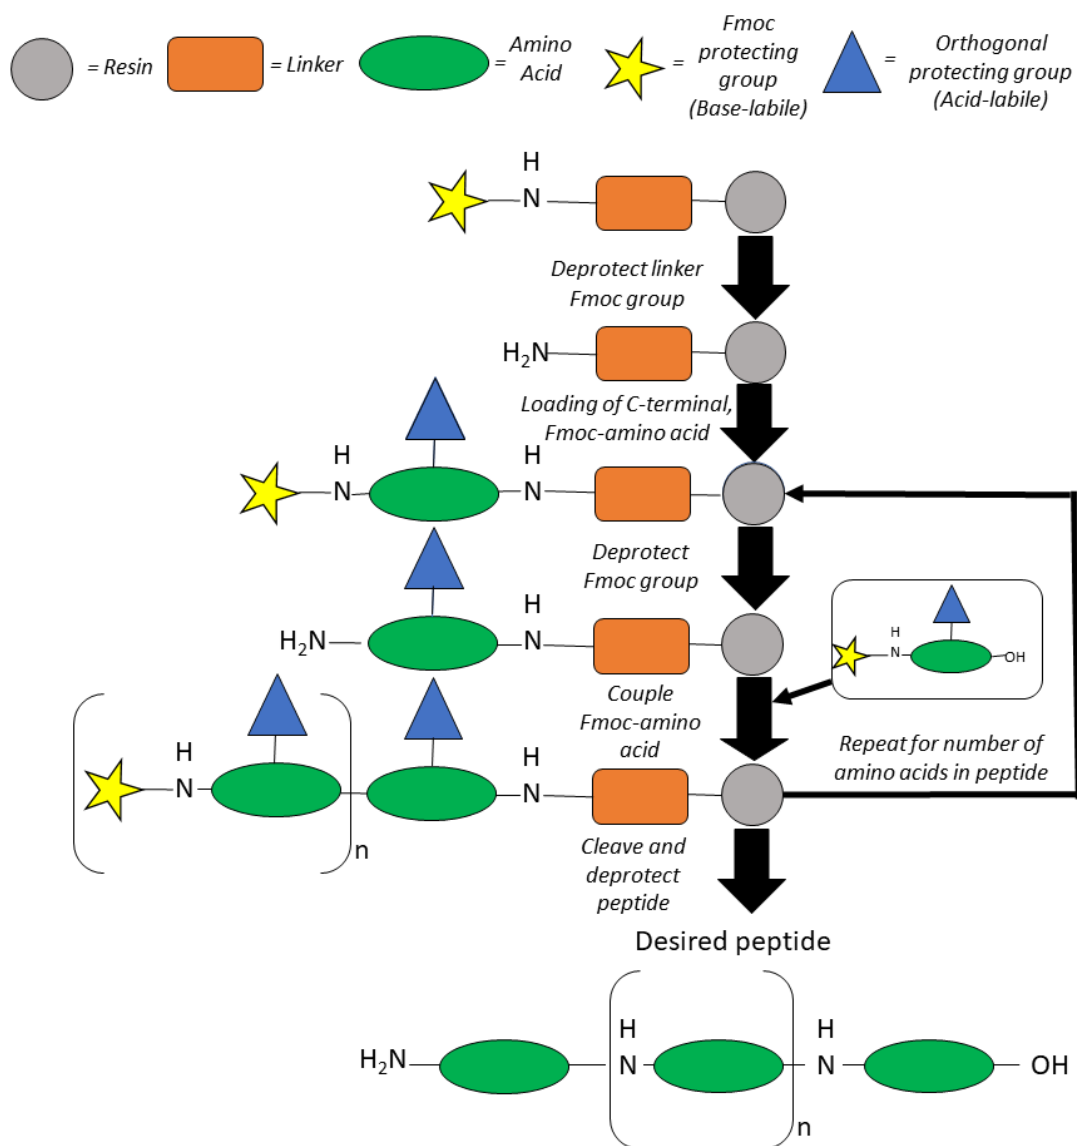 = Resin
= Linker
= Amino
Acid
= Fmoc
protecting
group
(Base-labile)
= Orthogonal
protecting group
(Acid-labile)
H
N
Deprotect linker
Fmoc group
H2N
Loading of C-terminal,
Fmoc-amino acid
H
N
H
N
Deprotect
Fmoc group
H2N
H
N
H
N
OH
Couple
Fmoc-amino
acid
Repeat for number of
amino acids in peptide
H
N
H
N
n
Cleave and
deprotect
peptide
Desired peptide
H2N
H
N
n
H
N
OH